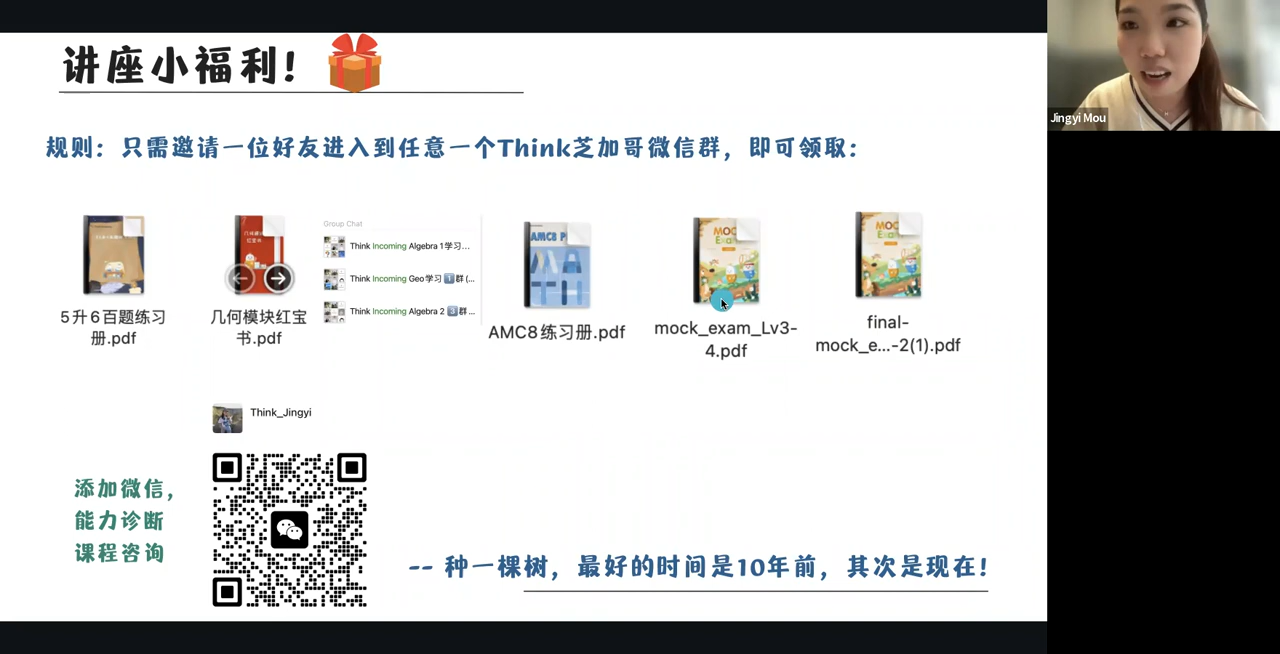 讲座小福利!
Jingyi Mou
规则: 只需邀请一位好友进入到任意一个Think芝加哥微信群, 即可领取:
Group Chat
Think Incoming Algebra 1学习...
Think Incoming Geo学习1群(...
Think Incoming Algebra 2 3群...
5升6百题练习
册.pdf
几何模块红宝
书.pdf
AMC8练习册.pdf
mock_exam_Lv3-
4.pdf
final-
mock_e...-2(1).pdf
Think_Jingyi
添加微信,
能力诊断
课程咨询
-- 种一棵树, 最好的时间是10年前, 其次是现在!